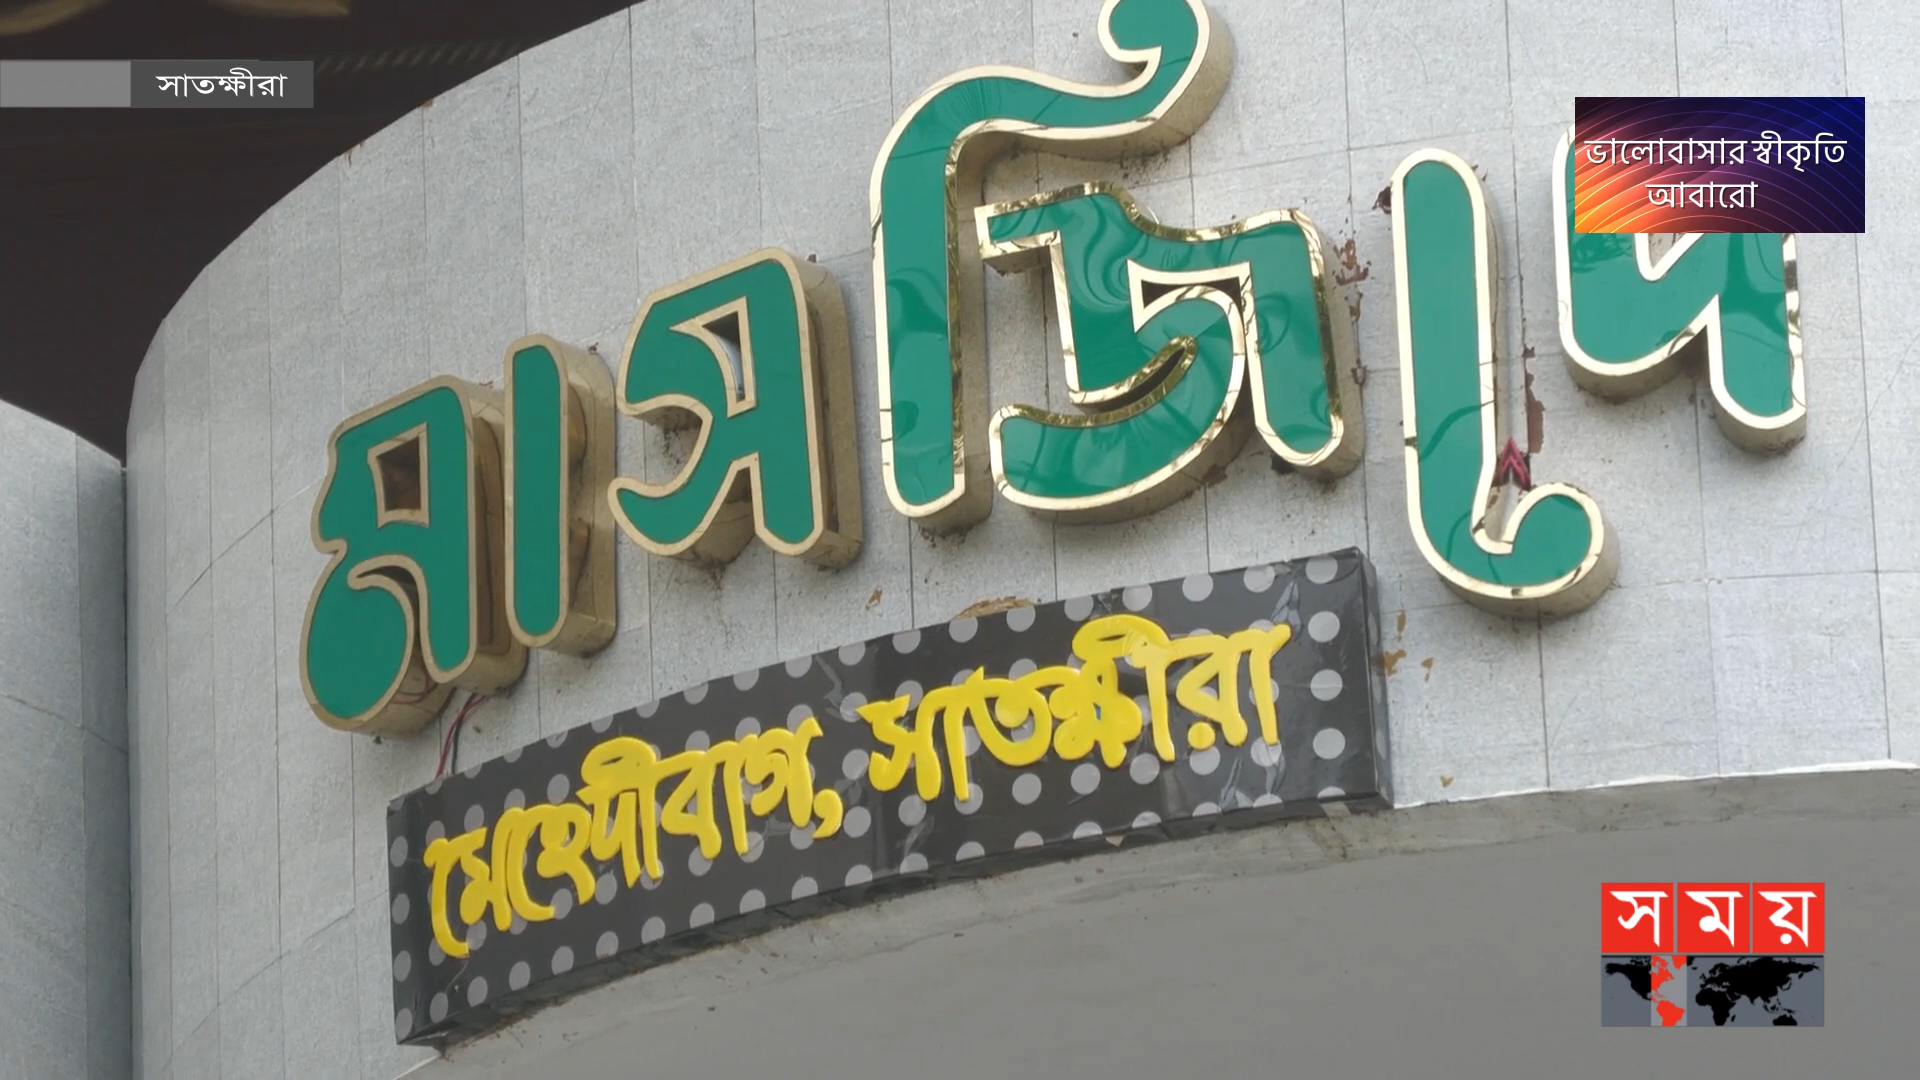 সাতক্ষীরা
ভালোবাসার স্বীকৃতি
আবারো
মাসজিদে
মেহেদীবাগ, সাতক্ষীরা
সময়